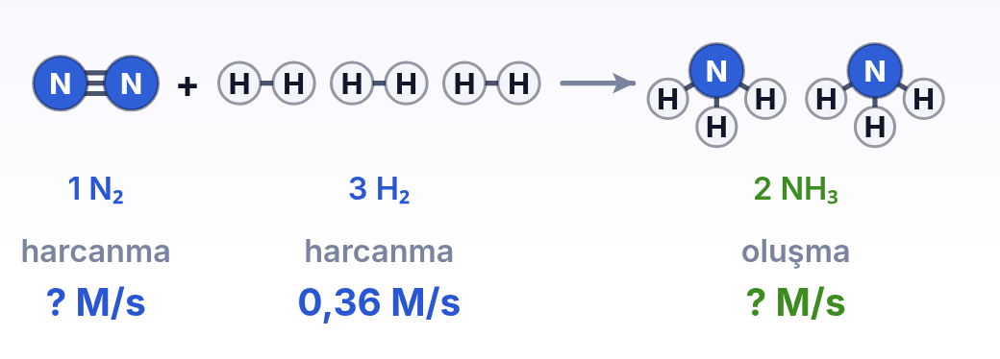 N N + H H H H H H N H H H N H H H
1 N₂ 3 H₂ 2 NH₃
harcanma harcanma oluşma
? M/s 0,36 M/s ? M/s